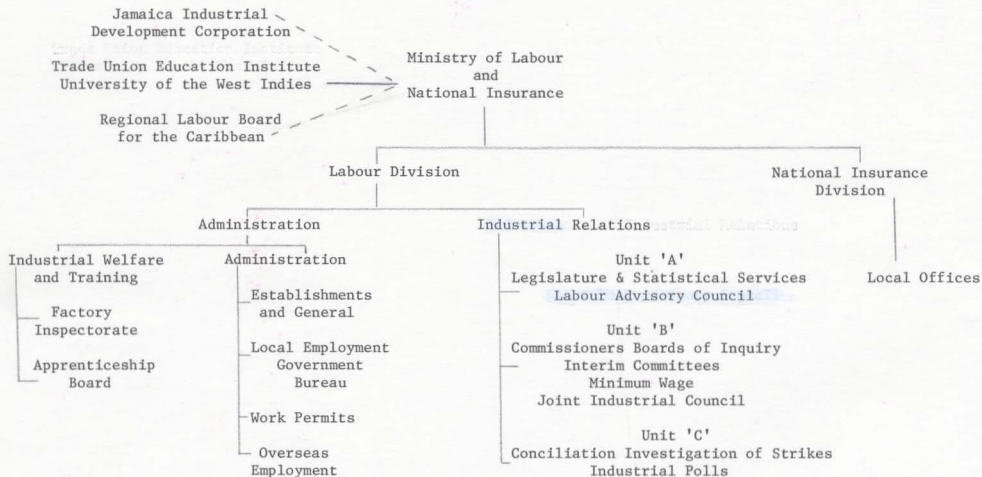 Jamaica Industrial
Development Corporation
Trade Union Education Institute
University of the West Indies
Regional Labour Board
for the Caribbean
Ministry of Labour
and
National Insurance
Labour Division
National Insurance
Division
Administration
Industrial Relations
Industrial Welfare
and Training
Factory
Inspectorate
Apprenticeship
Board
Administration
Establishments
and General
Local Employment
Government
Bureau
Work Permits
Overseas
Employment
Unit 'A'
Legislature & Statistical Services
Labour Advisory Council
Unit 'B'
Commissioners Boards of Inquiry
Interim Committees
Minimum Wage
Joint Industrial Council
Unit 'C'
Conciliation Investigation of Strikes
Industrial Polls
Local Offices